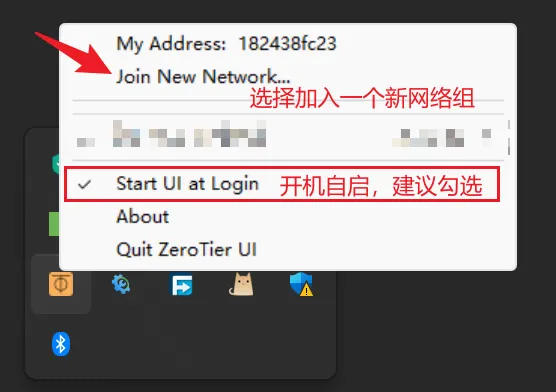 My Address: 182438fc23
Join New Network...
选择加入一个新网络组
Start UI at Login 开机自启，建议勾选
About
Quit ZeroTier UI